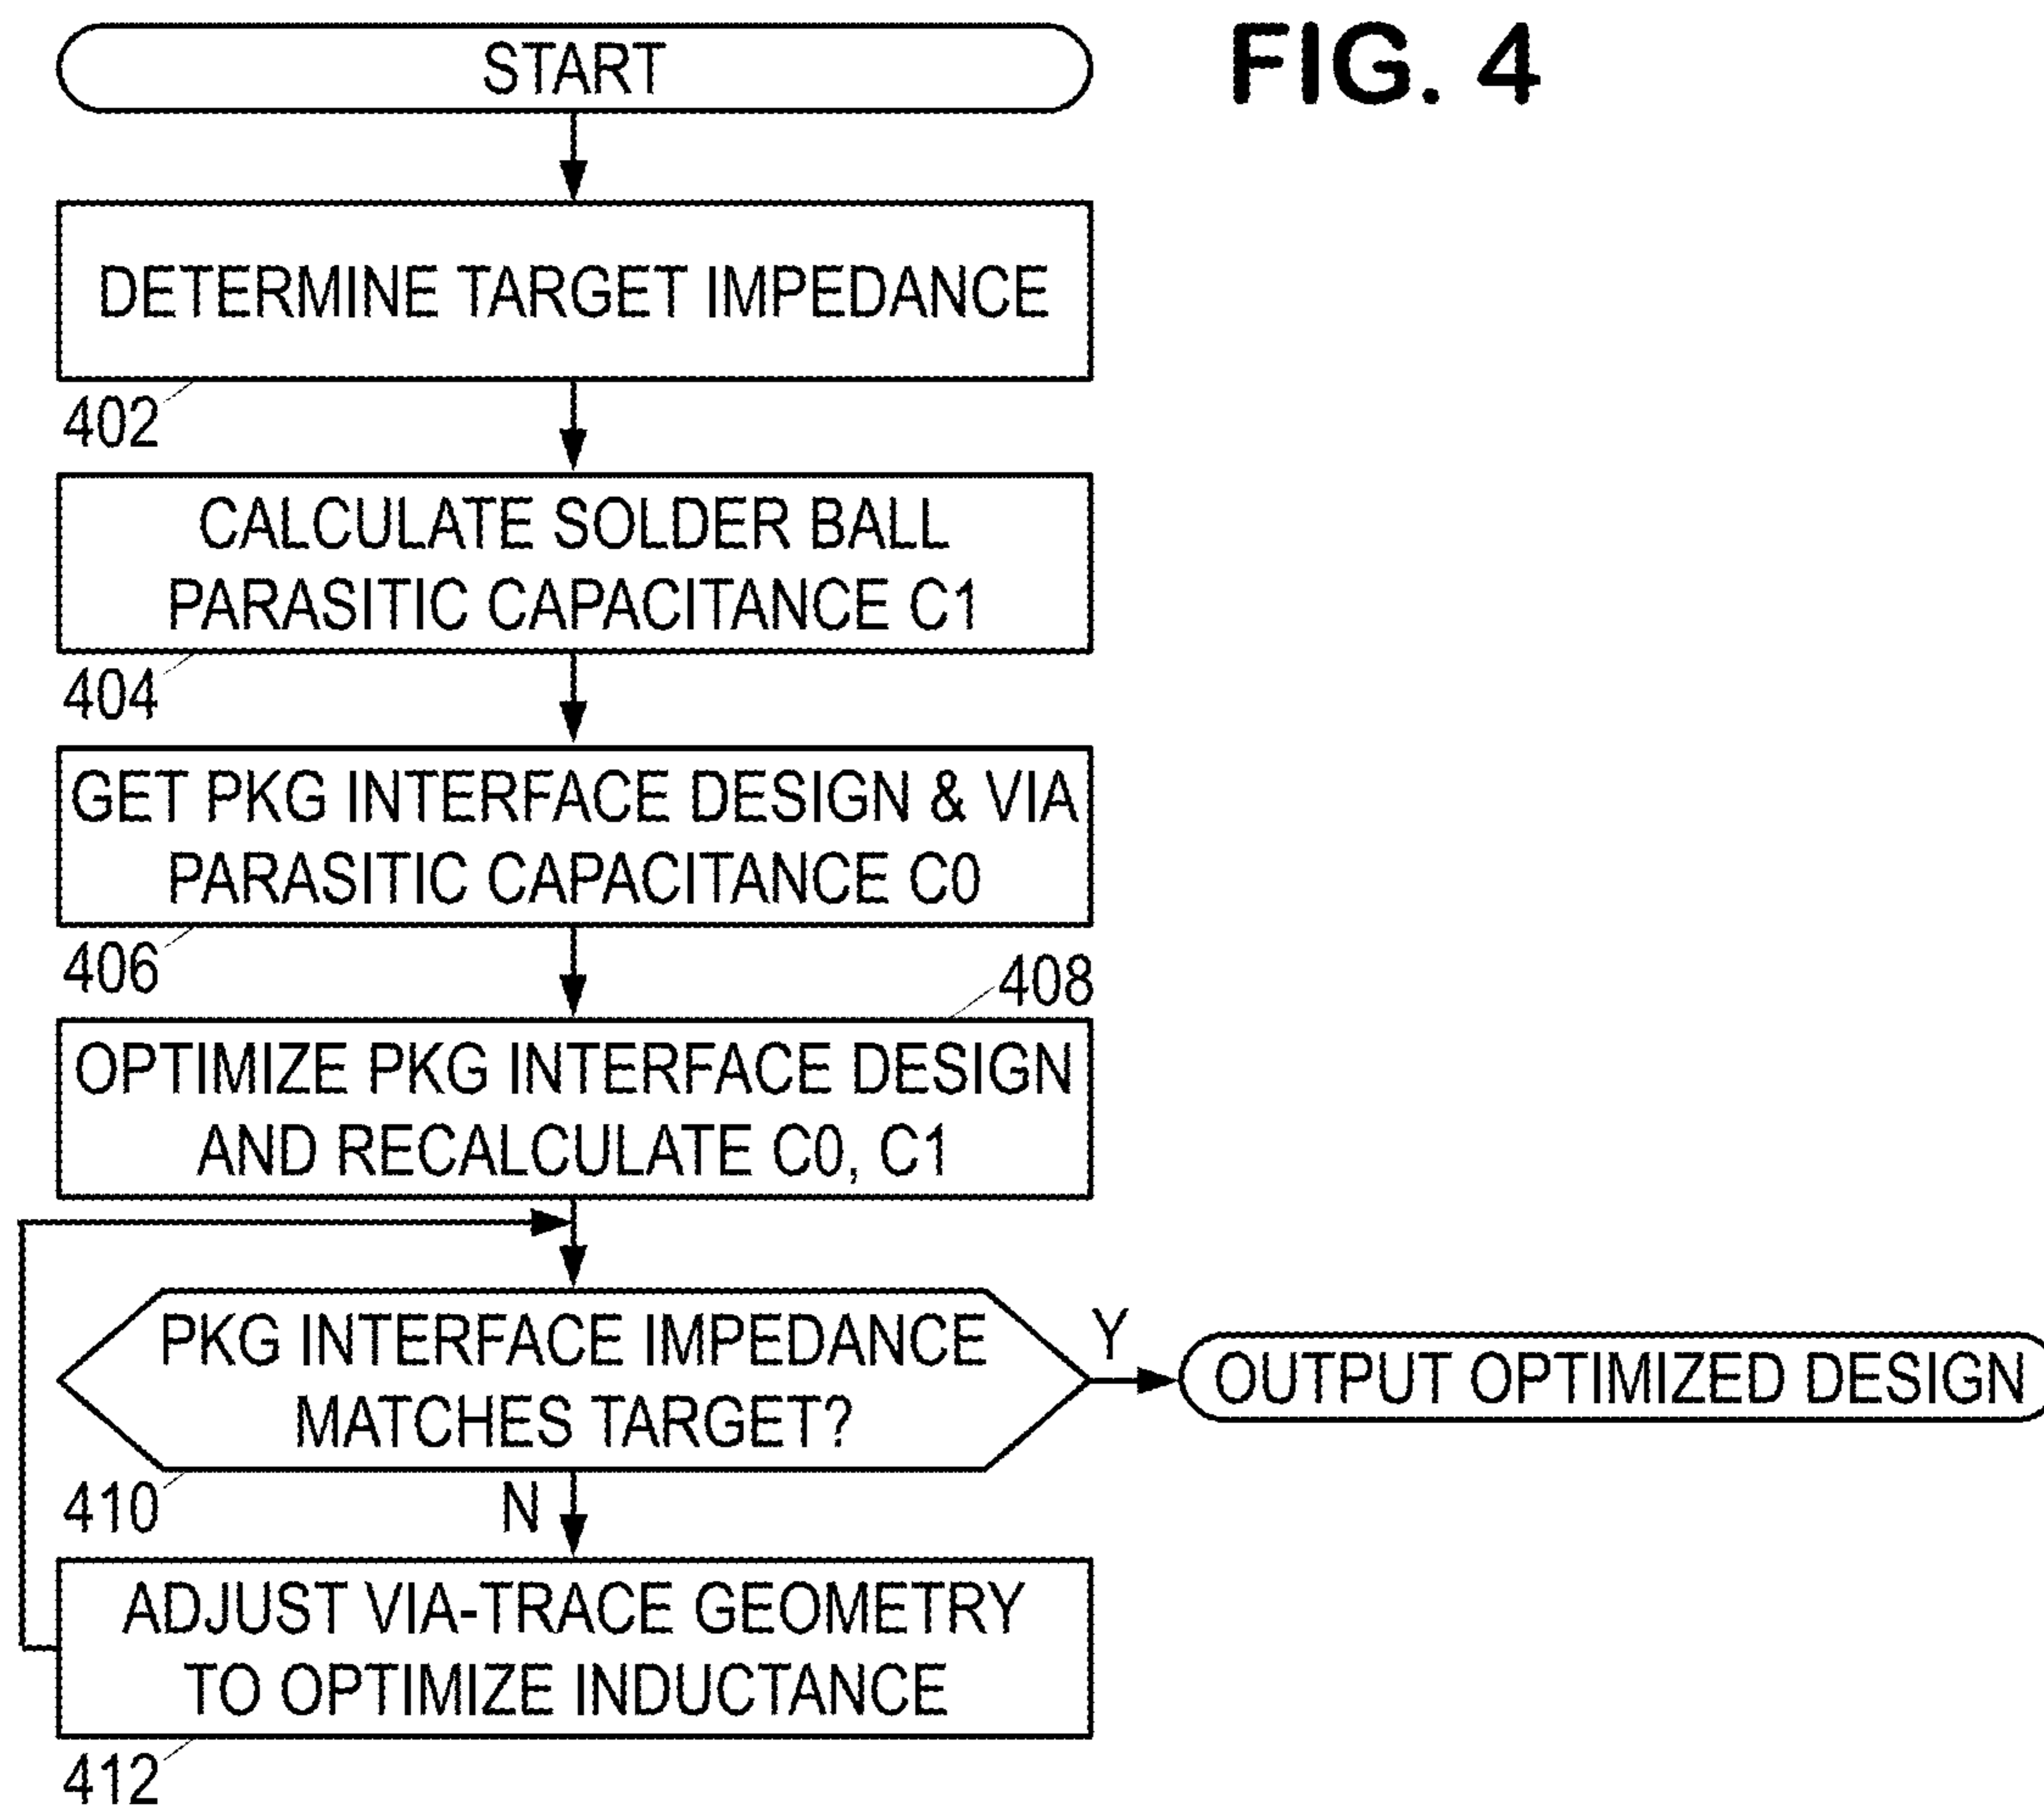 FIG. 4
START
DETERMINE TARGET IMPEDANCE
402
CALCULATE SOLDER BALL
PARASITIC CAPACITANCE C1
404
GET PKG INTERFACE DESIGN & VIA
PARASITIC CAPACITANCE C0
406
408
OPTIMIZE PKG INTERFACE DESIGN
AND RECALCULATE C0, C1
PKG INTERFACE IMPEDANCE
MATCHES TARGET?
410
Y
OUTPUT OPTIMIZED DESIGN
N
ADJUST VIA-TRACE GEOMETRY
TO OPTIMIZE INDUCTANCE
412